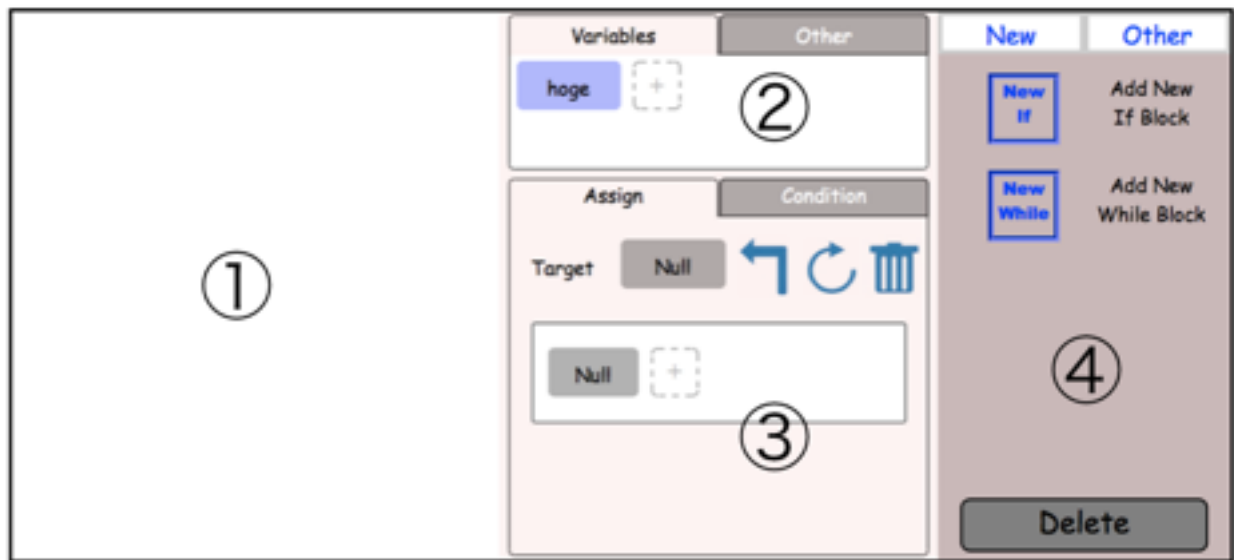 ①
Variables
Other
hoge
+
②
Assign
Condition
Target
Null
Null
+
③
New
Other
New
If
Add New
If Block
New
While
Add New
While Block
④
Delete